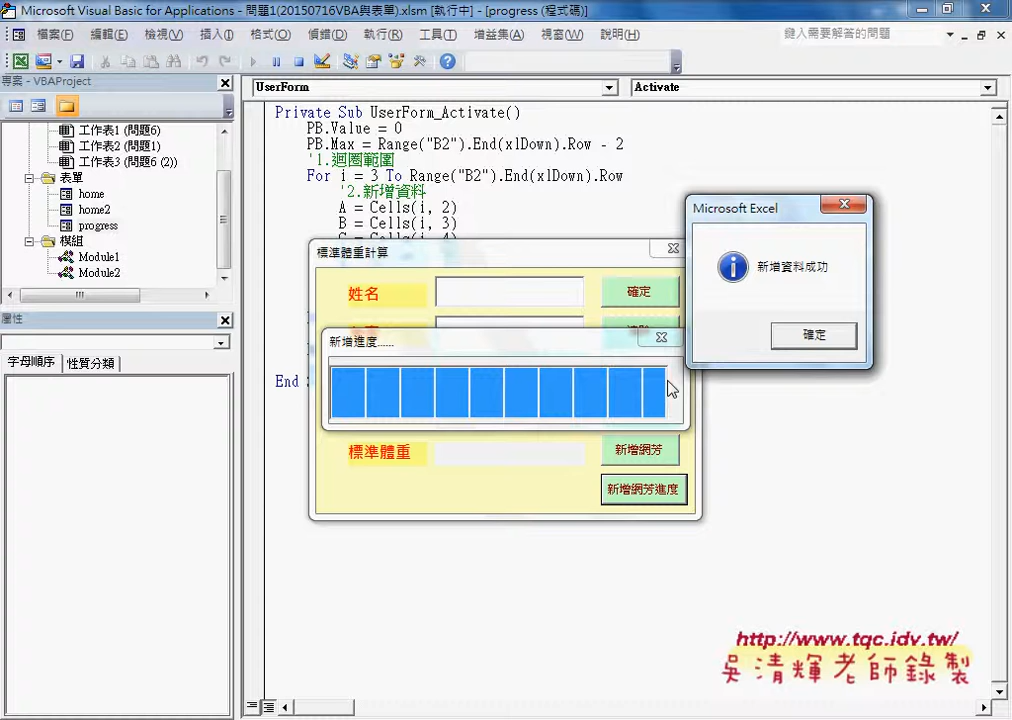 Microsoft Visual Basic for Applications - 問題1(20150716VBA與表單).xlsm [執行中] - [progress (程式碼)]
檔案(F) 編輯(E) 檢視(V) 插入(I) 格式(O) 偵錯(D) 執行(R) 工具(T) 增益集(A) 視窗(W) 說明(H) 鍵入需要解答的問題
專案 - VBAProject
工作表1 (問題6)
工作表2 (問題1)
工作表3 (問題6 (2))
表單
home
home2
progress
模組
Module1
Module2
屬性
字母順序 性質分類
UserForm Activate
Private Sub UserForm_Activate()
PB.Value = 0
PB.Max = Range("B2").End(xlDown).Row - 2
'1.迴圈範圍
For i = 3 To Range("B2").End(xlDown).Row
'2.新增資料
A = Cells(i, 2)
B = Cells(i, 3)
End
標準體重計算
姓名 確定
新增進度......
標準體重 新增網芳
新增網芳進度
Microsoft Excel
新增資料成功
確定
http://www.tqc.idv.tw/
吳清輝老師錄製